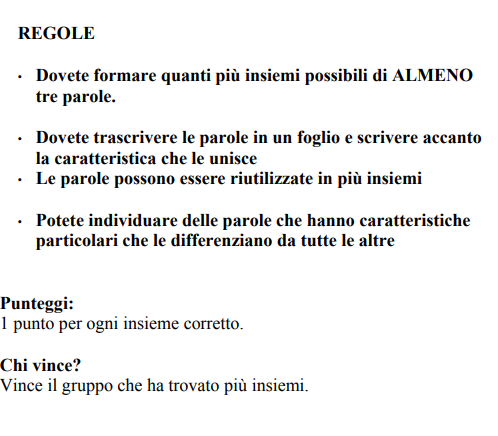 REGOLE
· Dovete formare quanti più insiemi possibili di ALMENO
tre parole.
· Dovete trascrivere le parole in un foglio e scrivere accanto
la caratteristica che le unisce
· Le parole possono essere riutilizzate in più insiemi
· Potete individuare delle parole che hanno caratteristiche
particolari che le differenziano da tutte le altre
Punteggi:
1 punto per ogni insieme corretto.
Chi vince?
Vince il gruppo che ha trovato più insiemi.